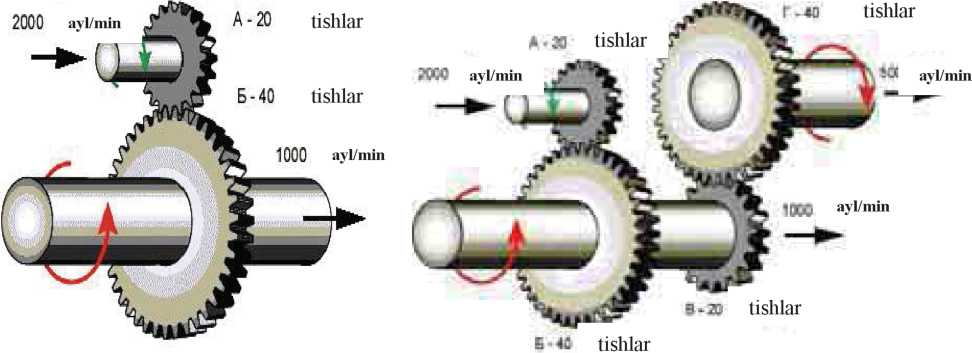 2000 ayl/min
А - 20 tishlar
Б - 40 tishlar
1000 ayl/min
Г - 40 tishlar
А - 20 tishlar
2000 ayl/min
ayl/min
1000 ayl/min
В - 20 tishlar
Б - 40 tishlar